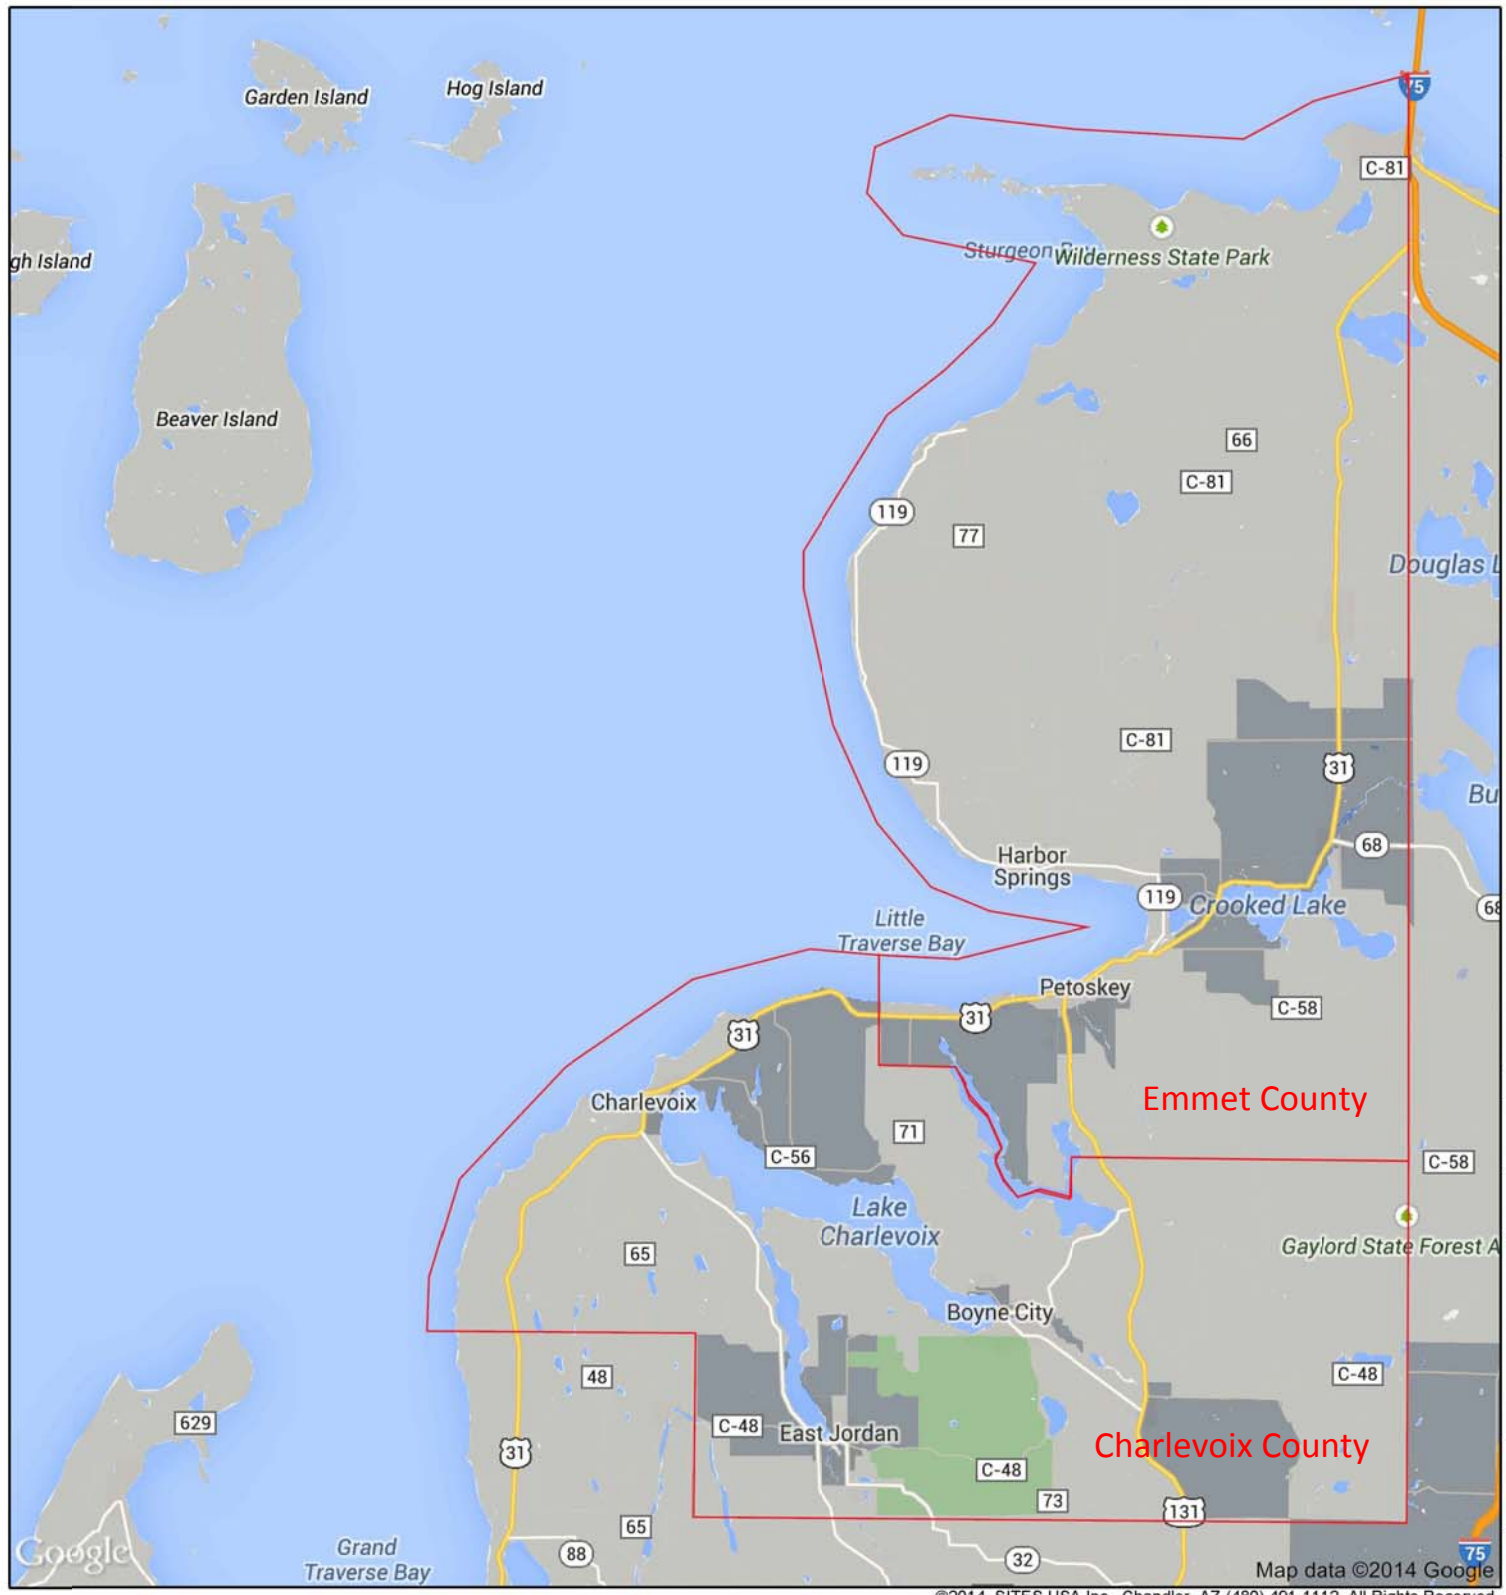 75
Garden Island
Hog Island
C-81
gh Island
Sturgeon
Wilderness State Park
Beaver Island
66
C-81
119
77
Douglas L
C-81
119
31
Bu
Harbor
Springs
68
119
Crooked Lake
68
Little
Traverse Bay
Petoskey
C-58
31
31
Charlevoix
Emmet County
71
C-56
C-58
Lake
Charlevoix
65
Gaylord State Forest A
Boyne City
48
C-48
629
C-48
East Jordan
Charlevoix County
31
C-48
73
131
65
Google
Grand
Traverse Bay
88
32
75
Map data ©2014 Google